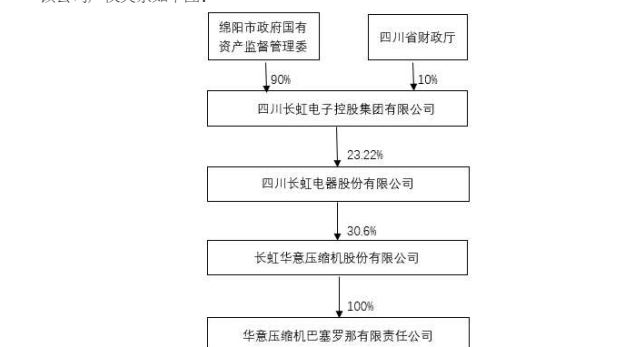 绵阳市政府国有
资产监督管理委
四川省财政厅
90%
10%
四川长虹电子控股集团有限公司
23.22%
四川长虹电器股份有限公司
30.6%
长虹华意压缩机股份有限公司
100%
华意压缩机巴塞罗那有限责任公司